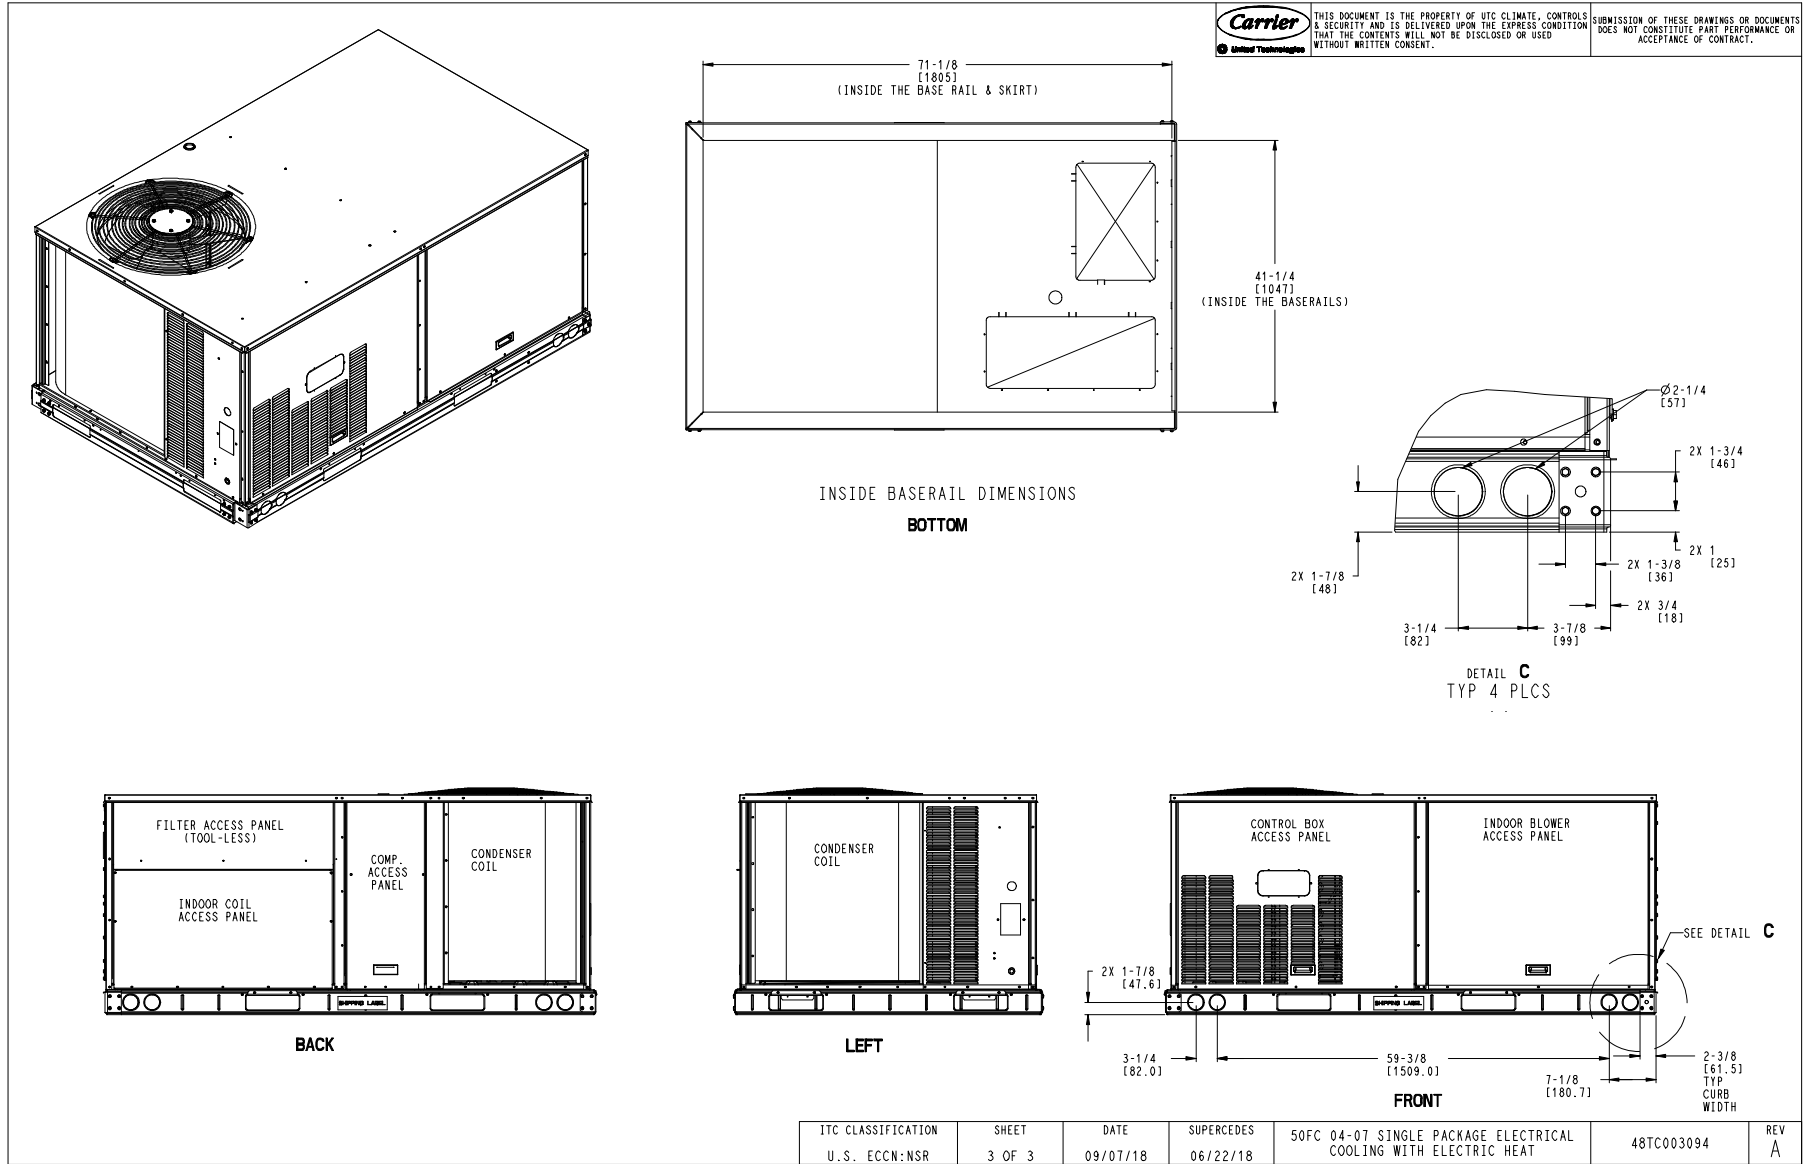 Carrier
United Technologies
THIS DOCUMENT IS THE PROPERTY OF UTC CLIMATE, CONTROLS
& SECURITY AND IS DELIVERED UPON THE EXPRESS CONDITION
THAT THE CONTENTS WILL NOT BE DISCLOSED OR USED
WITHOUT WRITTEN CONSENT.
SUBMISSION OF THESE DRAWINGS OR DOCUMENTS
DOES NOT CONSTITUTE PART PERFORMANCE OR
ACCEPTANCE OF CONTRACT.
71-1/8
[1805]
(INSIDE THE BASE RAIL & SKIRT)
41-1/4
[1047]
(INSIDE THE BASERAILS)
INSIDE BASERAIL DIMENSIONS
BOTTOM
Ø2-1/4
[57]
2X 1-3/4
[46]
2X 1
[25]
2X 1-3/8
[36]
2X 1-7/8
[48]
2X 3/4
[18]
3-1/4
[82]
3-7/8
[99]
DETAIL C
TYP 4 PLCS
FILTER ACCESS PANEL
(TOOL-LESS)
INDOOR COIL
ACCESS PANEL
COMP.
ACCESS
PANEL
CONDENSER
COIL
SHIPPING LABEL
BACK
CONDENSER
COIL
LEFT
CONTROL BOX
ACCESS PANEL
INDOOR BLOWER
ACCESS PANEL
SEE DETAIL C
2X 1-7/8
[47.6]
SHIPPING LABEL
3-1/4
[82.0]
59-3/8
[1509.0]
7-1/8
[180.7]
2-3/8
[61.5]
TYP
CURB
WIDTH
FRONT
ITC CLASSIFICATION
U.S. ECCN:NSR
SHEET
3 OF 3
DATE
09/07/18
SUPERCEDES
06/22/18
50FC 04-07 SINGLE PACKAGE ELECTRICAL
COOLING WITH ELECTRIC HEAT
48TC003094
REV
A